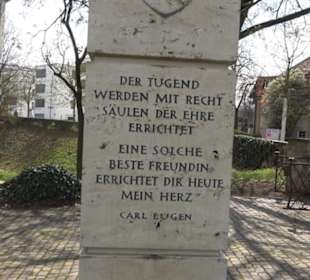 DER TUGEND
WERDEN MIT RECHT
SÄULEN DER EHRE
ERRICHTET
EINE SOLCHE
BESTE FREUNDIN
ERRICHTET DIR HEUTE
MEIN HERZ
CARL EUGEN